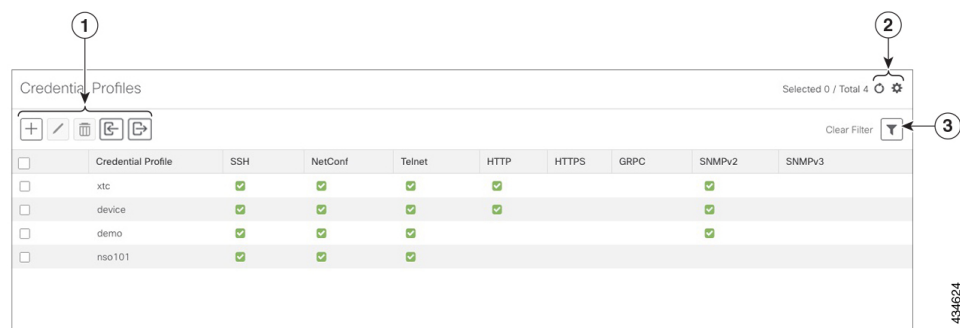 1
2
Credential Profiles
Selected 0 / Total 4
Clear Filter
3
Credential Profile SSH NetConf Telnet HTTP HTTPS GRPC SNMPv2 SNMPv3
xtc
device
demo
nso101
434624